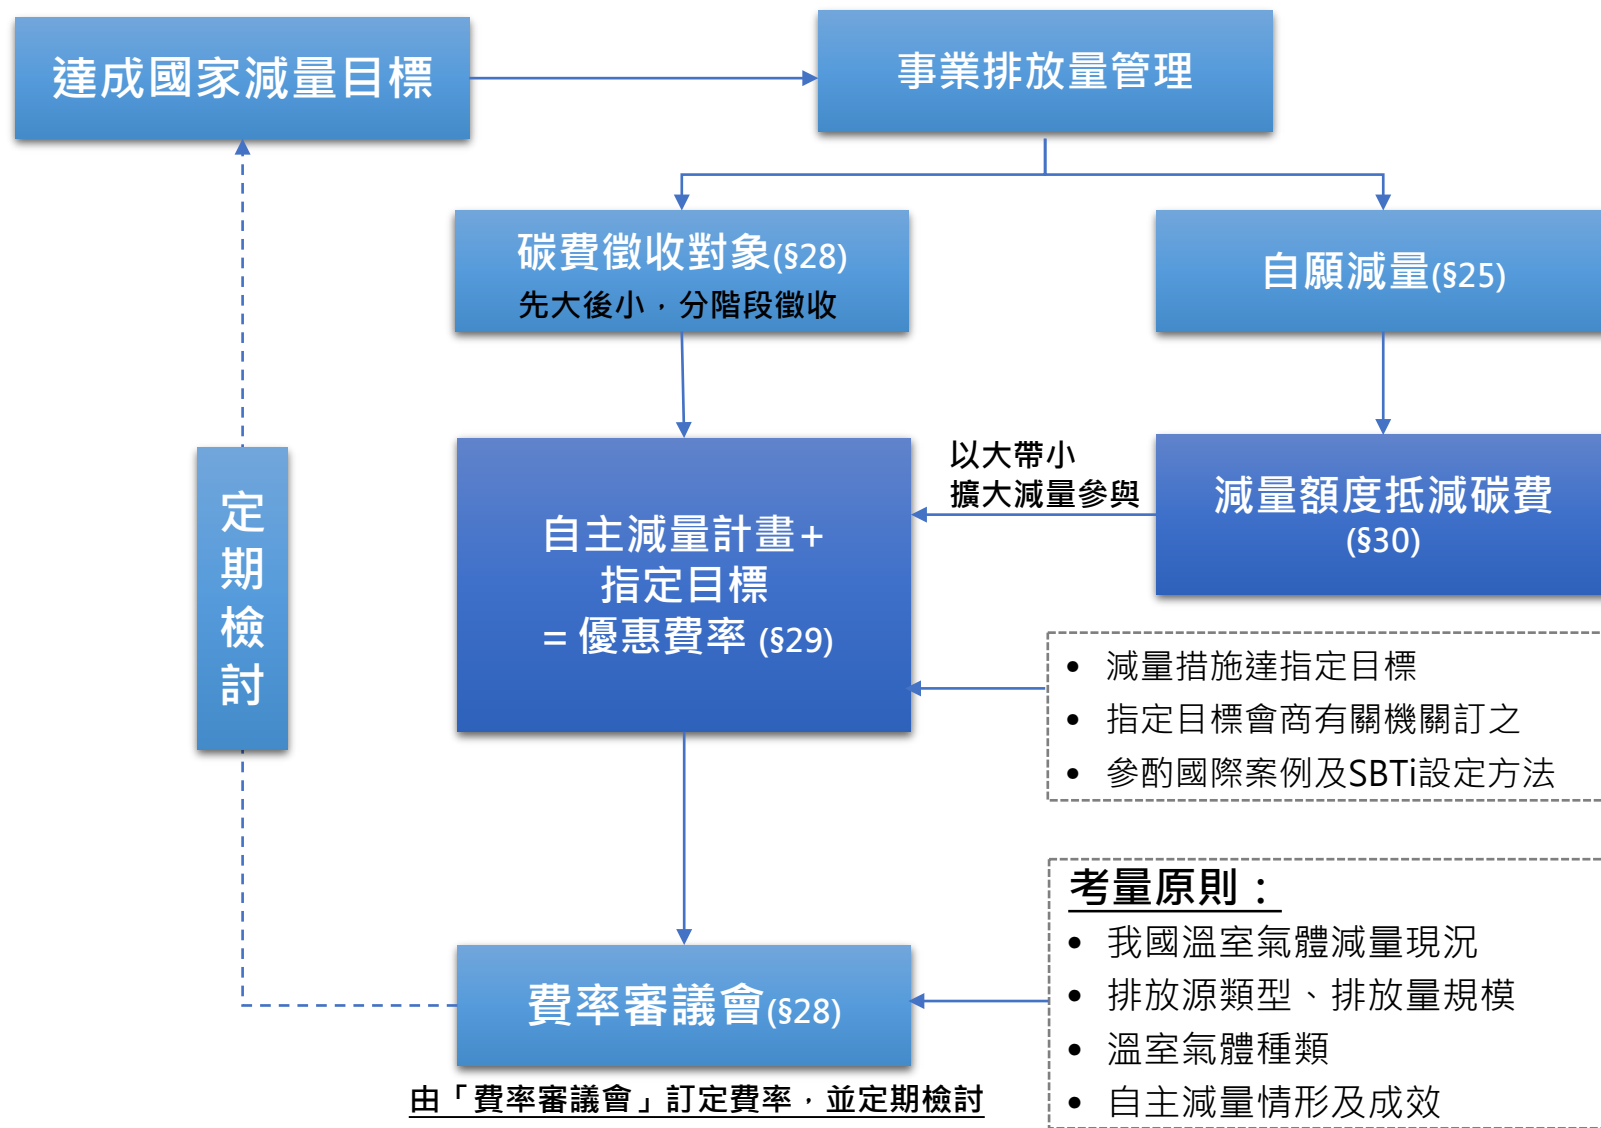 達成國家減量目標
事業排放量管理
碳費徵收對象(§28)
先大後小，分階段徵收
自願減量(§25)
以大帶小
擴大減量參與
減量額度抵減碳費
(§30)
自主減量計畫+
指定目標
= 優惠費率 (§29)
定期檢討
• 減量措施達指定目標
• 指定目標會商有關機關訂之
• 參酌國際案例及SBTi設定方法
費率審議會(§28)
由「費率審議會」訂定費率，並定期檢討
考量原則：
• 我國溫室氣體減量現況
• 排放源類型、排放量規模
• 溫室氣體種類
• 自主減量情形及成效